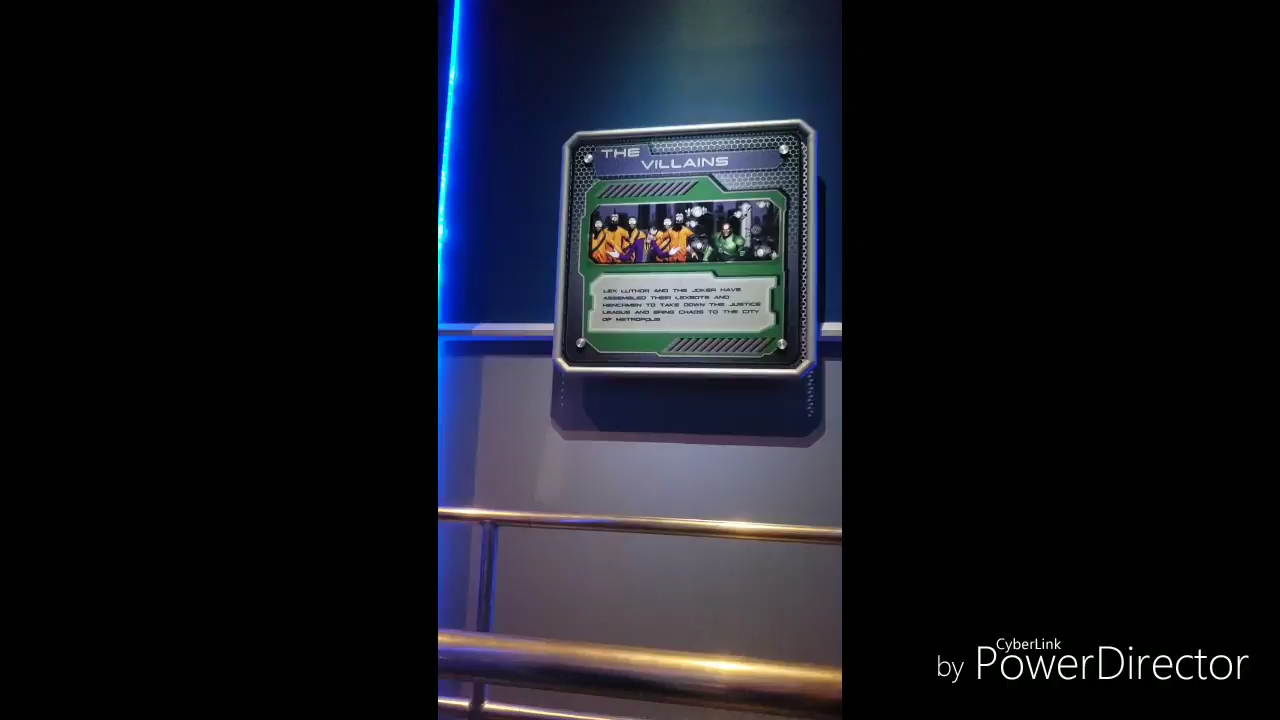 THE
VILLAINS
LEX LUTHOR AND THE JOKER HAVE
ASSEMBLED THEIR LEXBOTS AND
HENCHMEN TO TAKE DOWN THE JUSTICE
LEAGUE AND BRING CHAOS TO THE CITY
OF METROPOLIS
CyberLink
by PowerDirector